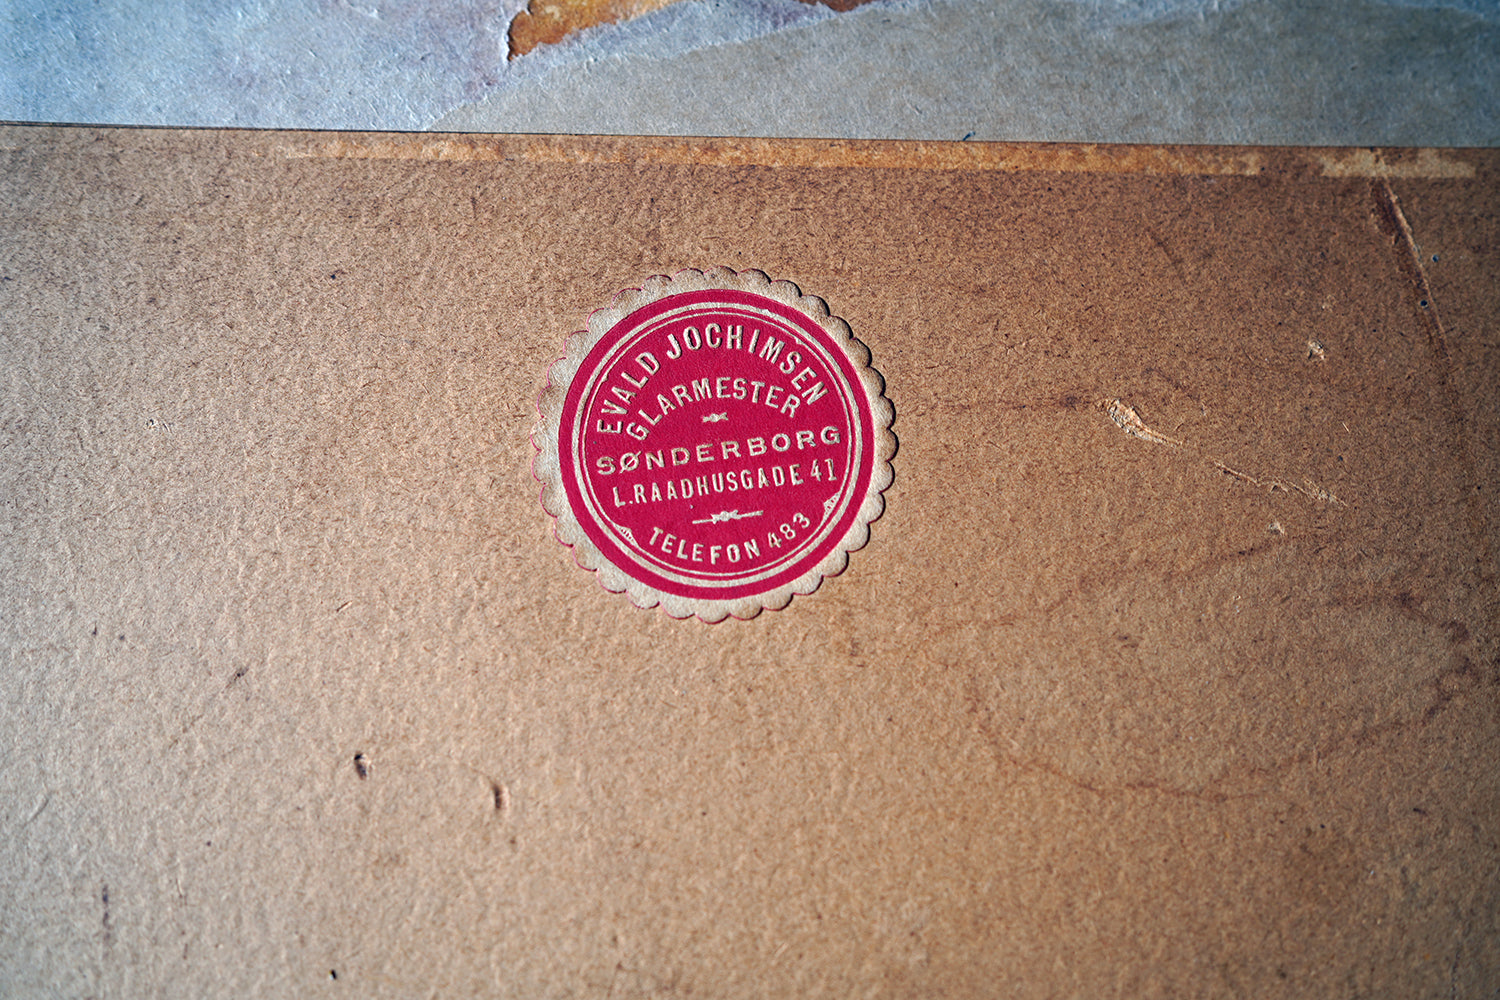 EVALD JOCHIMSEN
GLARMESTER
SØNDERBORG
L. RAADHUSGADE 41
TELEFON 483